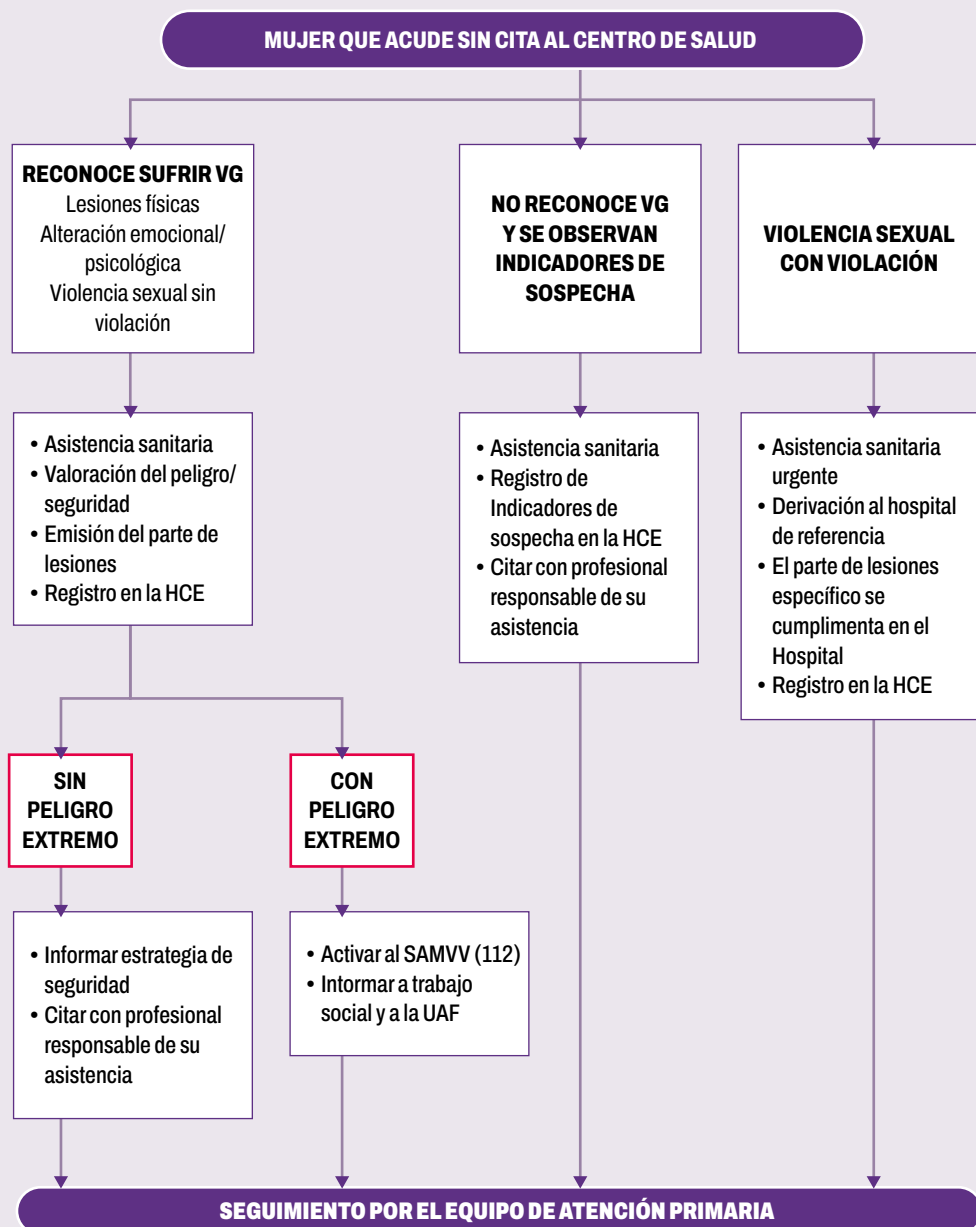 MUJER QUE ACUDE SIN CITA AL CENTRO DE SALUD
RECONOCE SUFRIR VG
Lesiones físicas
Alteración emocional/
psicológica
Violencia sexual sin
violación
NO RECONOCE VG
Y SE OBSERVAN
INDICADORES DE
SOSPECHA
VIOLENCIA SEXUAL
CON VIOLACIÓN
• Asistencia sanitaria
• Valoración del peligro/
seguridad
• Emisión del parte de
lesiones
• Registro en la HCE
• Asistencia sanitaria
• Registro de
Indicadores de
sospecha en la HCE
• Citar con profesional
responsable de su
asistencia
• Asistencia sanitaria
urgente
• Derivación al hospital
de referencia
• El parte de lesiones
específico se
cumplimenta en el
Hospital
• Registro en la HCE
SIN
PELIGRO
EXTREMO
CON
PELIGRO
EXTREMO
• Informar estrategia de
seguridad
• Citar con profesional
responsable de su
asistencia
• Activar al SAMVV (112)
• Intormar a trabajo
social y a la UAF
SEGUIMIENTO POR EL EQUIPO DE ATENCIÓN PRIMARIA